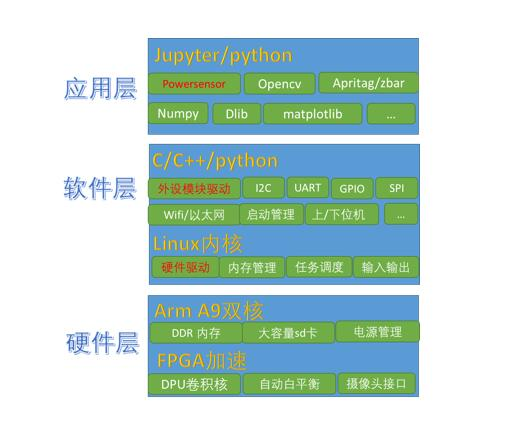 应用层
Jupyter/python
Powersensor Opencv Apritag/zbar
Numpy Dlib matplotlib ...
软件层
C/C++/python
外设模块驱动 I2C UART GPIO SPI
Wifi/以太网 启动管理 上/下位机 ...
Linux内核
硬件驱动 内存管理 任务调度 输入输出
硬件层
Arm A9双核
DDR 内存 大容量sd卡 电源管理
FPGA加速
DPU卷积核 自动白平衡 摄像头接口